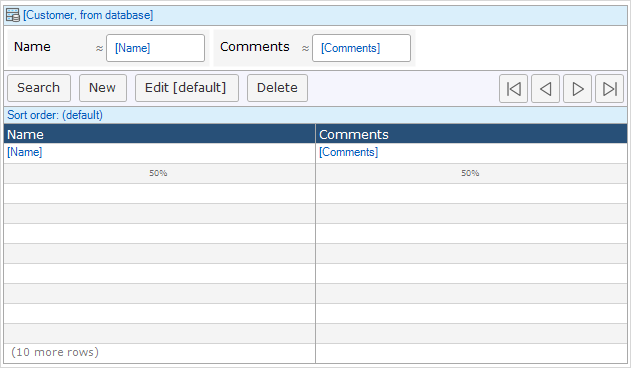 [Customer, from database]
Name ≈ [Name] Comments ≈ [Comments]
Search New Edit [default] Delete
Sort order: (default)
Name Comments
[Name] [Comments]
50% 50%
(10 more rows)